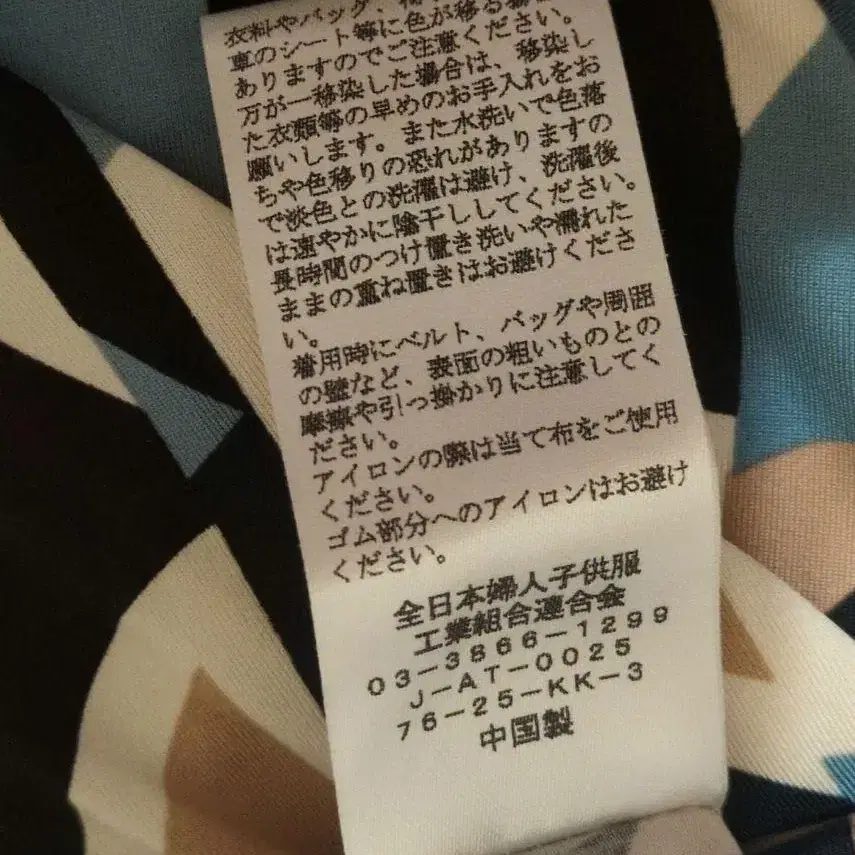 衣料やバッグ、
車のシート等に色が移る場合が
ありますのでご注意ください。
万が一移染した場合は、移染し
た衣類等の早めのお手入れをお
願いします。また水洗いで色落
ちや色移りの恐れがありますの
で淡色との洗濯は避け、洗濯後
は速やかに陰干ししてください。
長時間のつけ置き洗いや濡れた
ままの重ね置きはお避けくださ
い。
着用時にベルト、バッグや周囲
の壁など、表面の粗いものとの
摩擦や引っ掛かりに注意してく
ださい。
アイロンの際は当て布をご使用
ください。
ゴム部分へのアイロンはお避け
ください。
全日本婦人子供服
工業組合連合会
03-3866-1299
J-AT-0025
76-25-KK-3
中国製